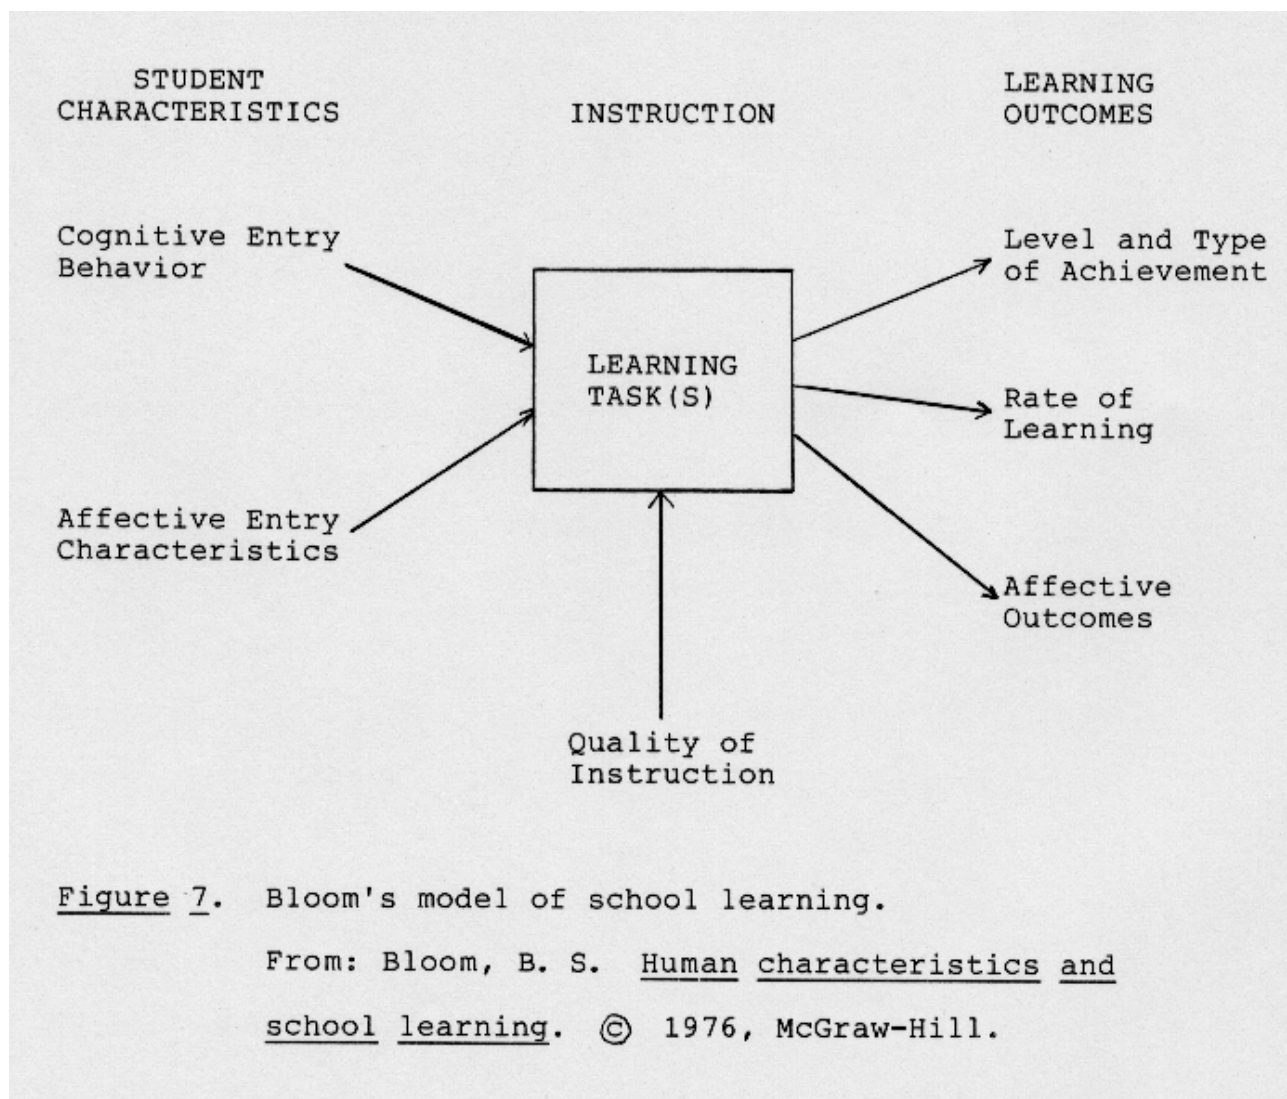 STUDENT
CHARACTERISTICS
INSTRUCTION
LEARNING
OUTCOMES
Cognitive Entry
Behavior
Level and Type
of Achievement
LEARNING
TASK(S)
Rate of
Learning
Affective Entry
Characteristics
Affective
Outcomes
Quality of
Instruction
Figure 7. Bloom's model of school learning.
From: Bloom, B. S. Human characteristics and
school learning. © 1976, McGraw-Hill.